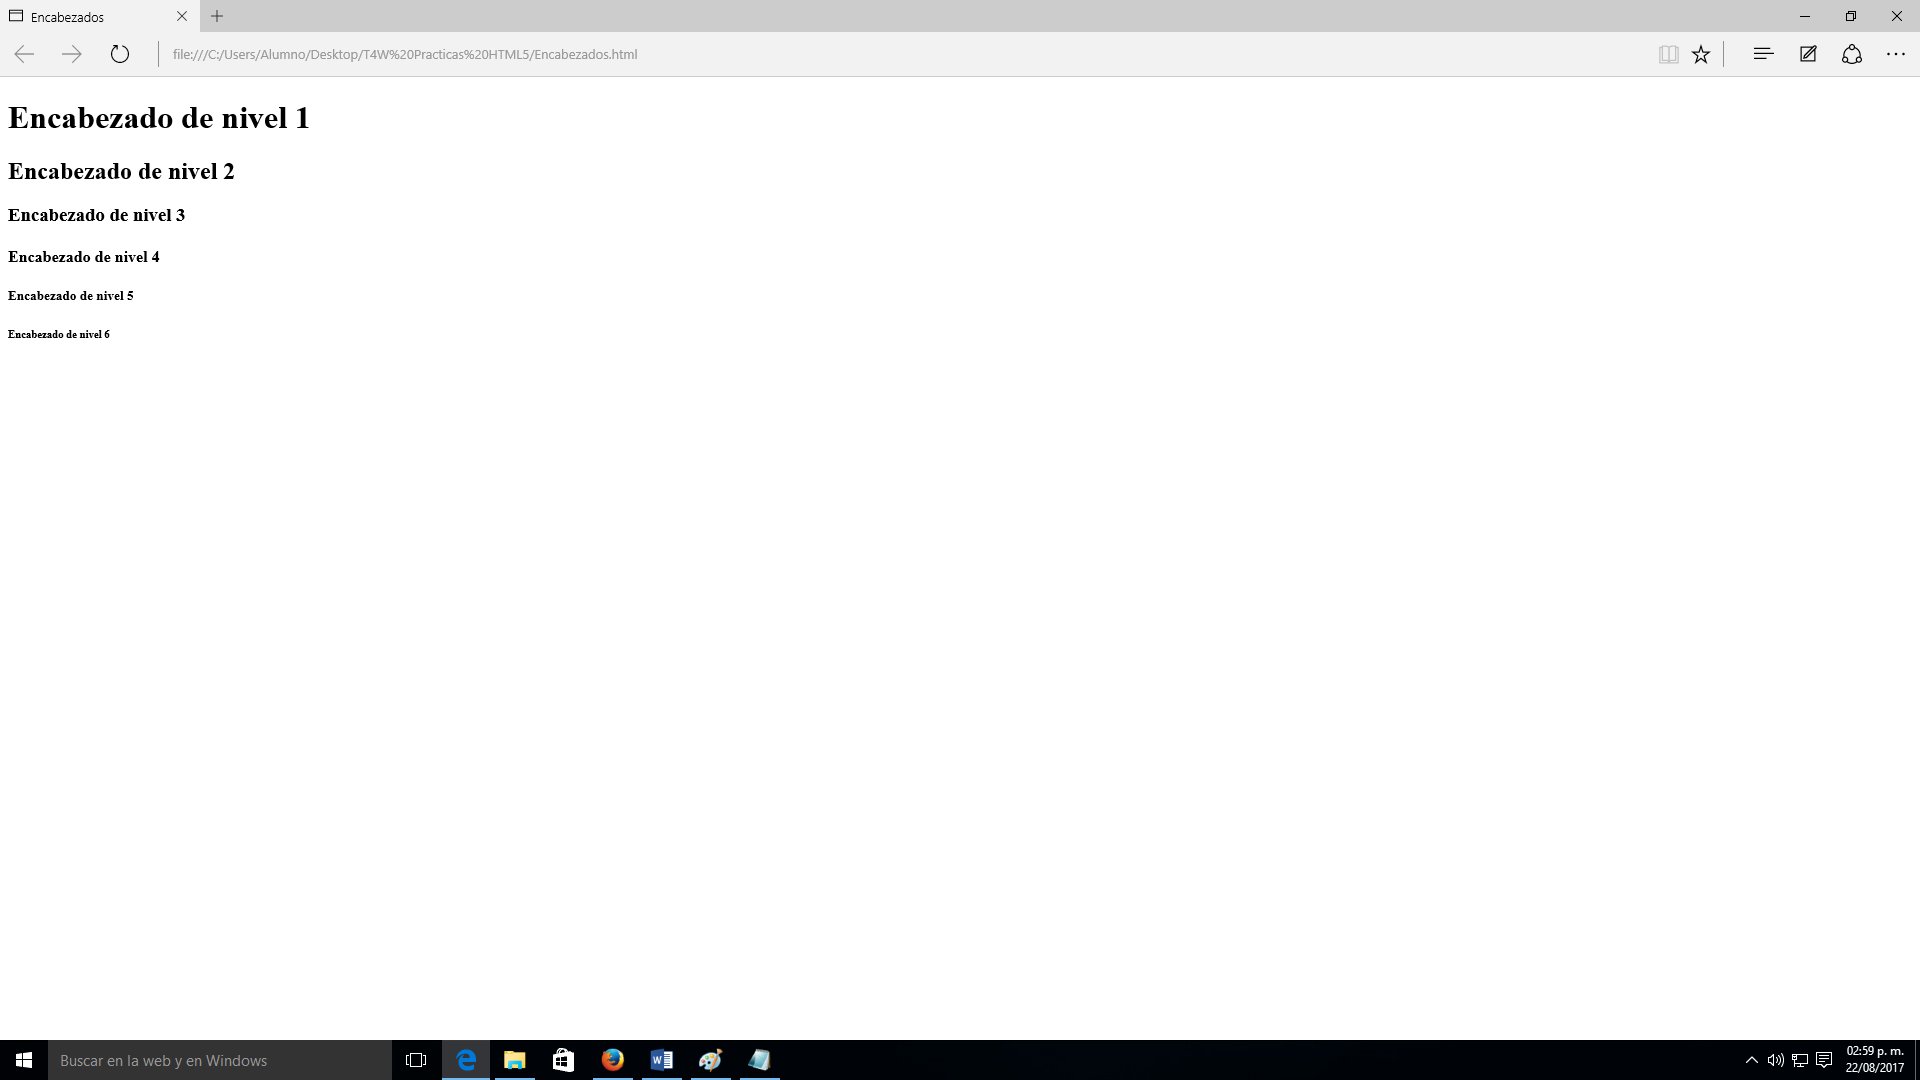 Encabezados
file:///C:/Users/Alumno/Desktop/T4W%20Practicas%20HTML5/Encabezados.html
Encabezado de nivel 1
Encabezado de nivel 2
Encabezado de nivel 3
Encabezado de nivel 4
Encabezado de nivel 5
Encabezado de nivel 6
Buscar en la web y en Windows
02:59 p. m.
22/08/2017